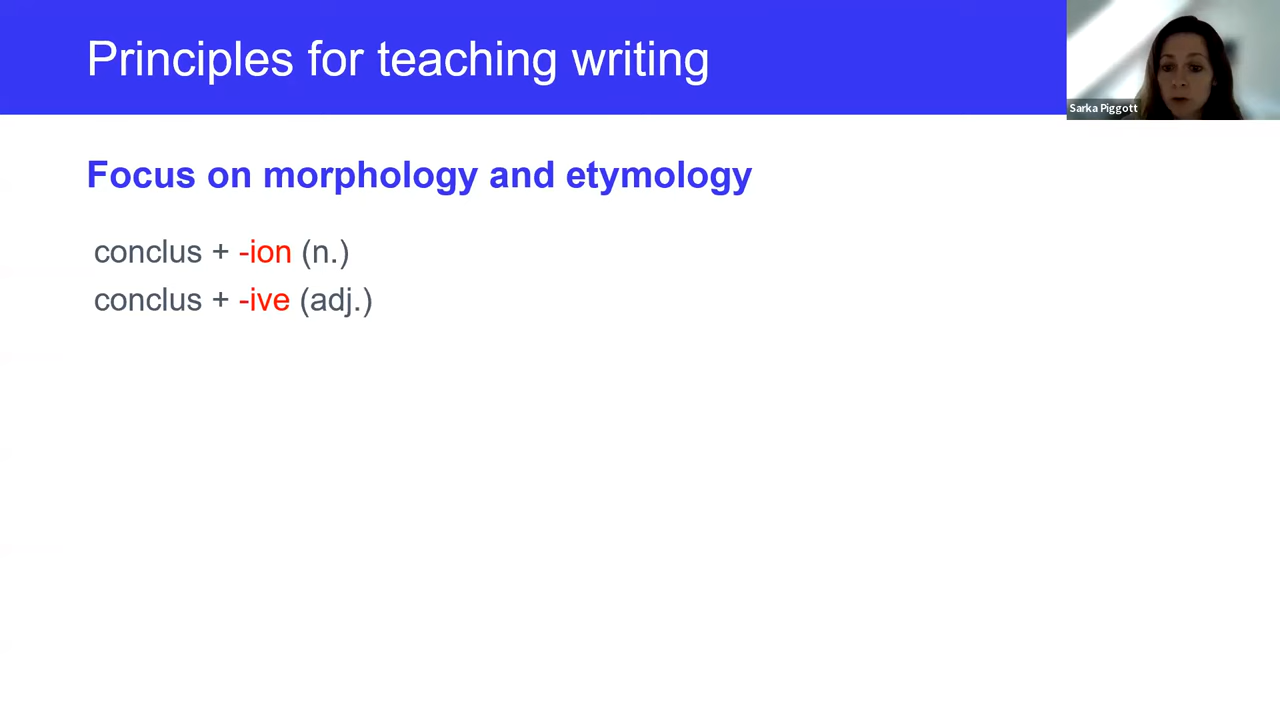 Principles for teaching writing
Sarka Piggott
Focus on morphology and etymology
conclus + -ion (n.)
conclus + -ive (adj.)